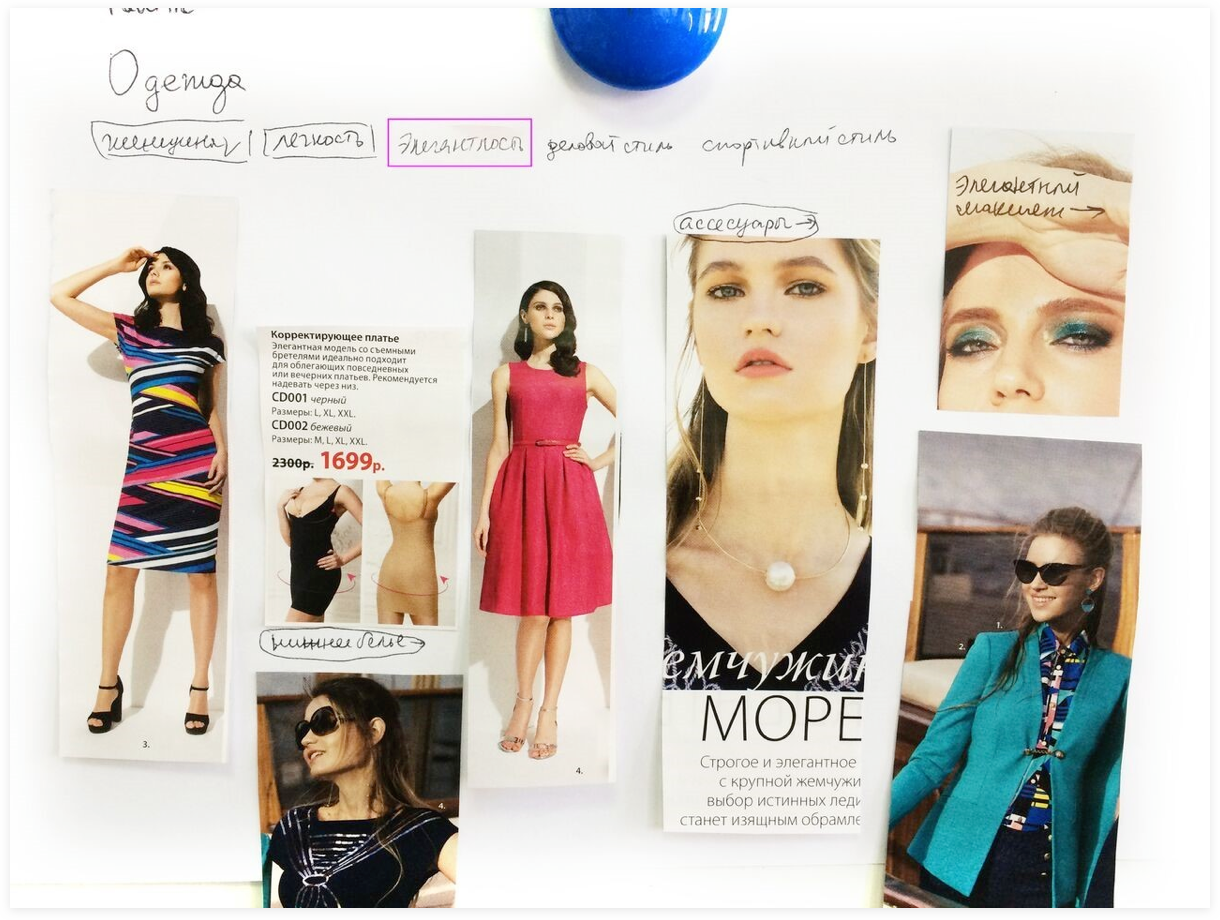 Одежда
женщина легкость Элегантность деловой стиль спортивный стиль
Элегантный
макияж →
ассесуары →
Корректирующее платье
Элегантная модель со съемными
бретелями идеально подходит
для облегающих повседневных
или вечерних платьев. Рекомендуется
надевать через низ.
CD001 черный
Размеры: L, XL, XXL.
CD002 бежевый
Размеры: M, L, XL, XXL.
2300р. 1699р.
нижнее белье →
3.
4.
4.
емчужин
МОРЕ
Строгое и элегантное
с крупной жемчужи
выбор истинных леди
станет изящным обрамле
1.
2.